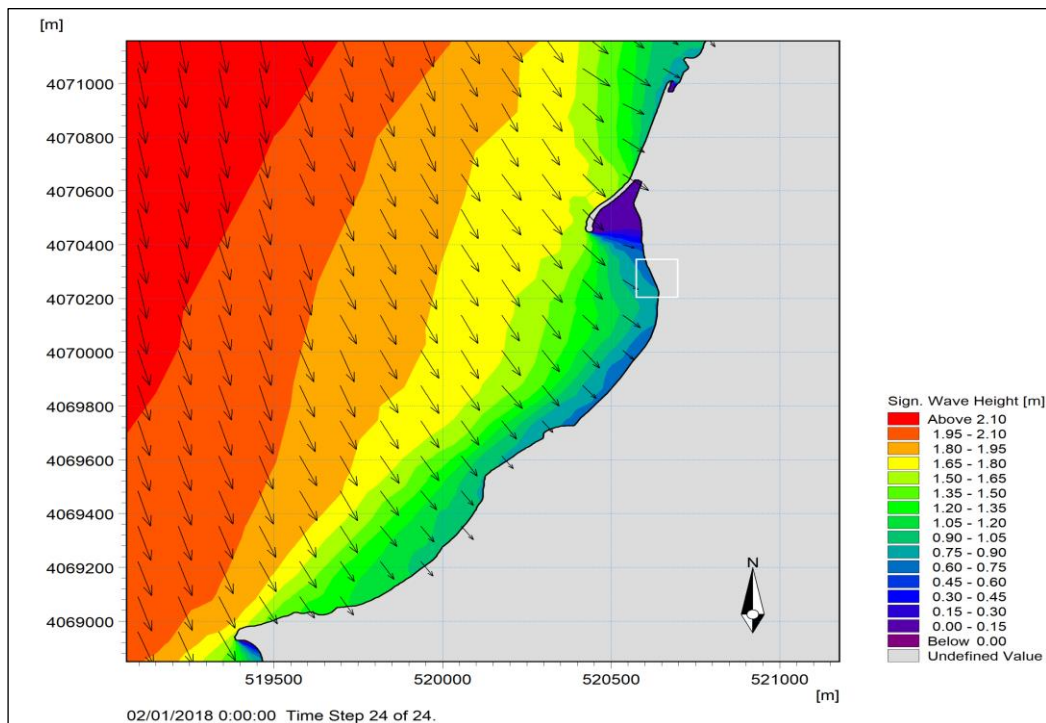 [m]
4071000
4070800
4070600
4070400
4070200
4070000
4069800
4069600
4069400
4069200
4069000
519500 520000 520500 521000
[m]
02/01/2018 0:00:00 Time Step 24 of 24.
N
Sign. Wave Height [m]
Above 2.10
1.95 - 2.10
1.80 - 1.95
1.65 - 1.80
1.50 - 1.65
1.35 - 1.50
1.20 - 1.35
1.05 - 1.20
0.90 - 1.05
0.75 - 0.90
0.60 - 0.75
0.45 - 0.60
0.30 - 0.45
0.15 - 0.30
0.00 - 0.15
Below 0.00
Undefined Value